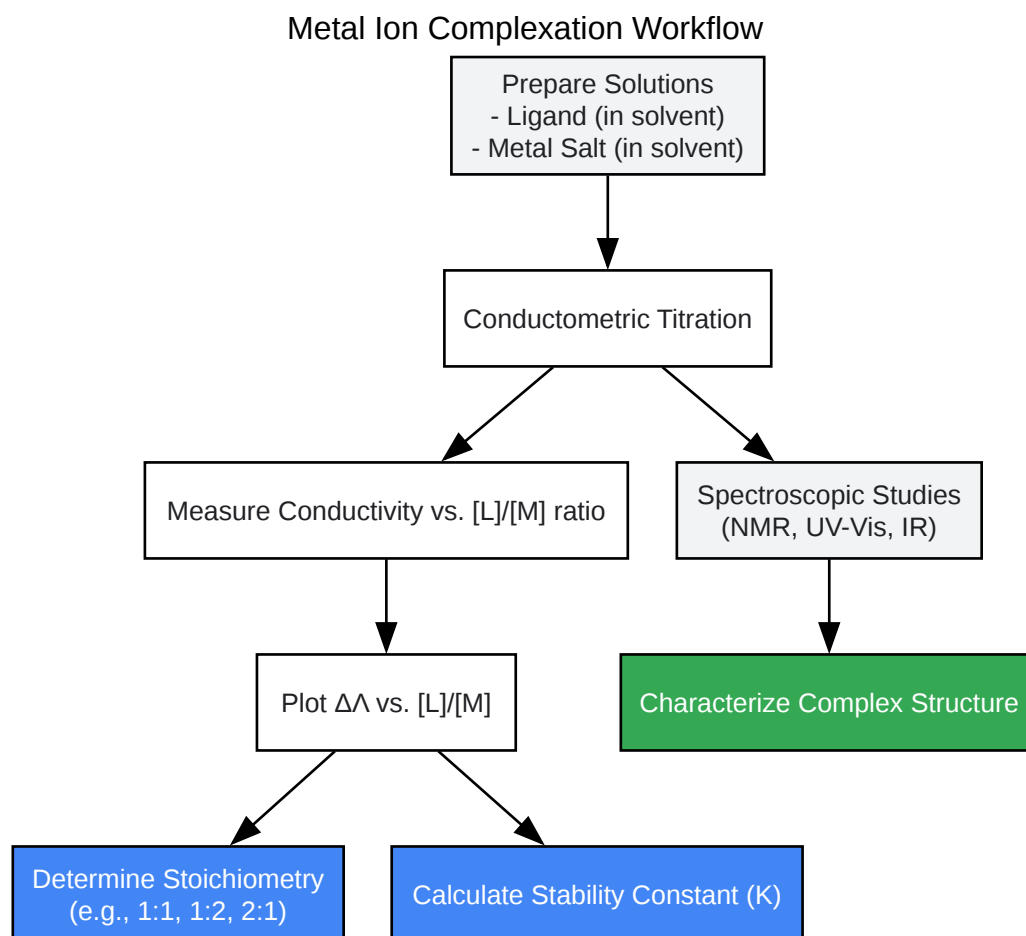 Metal Ion Complexation Workflow
Prepare Solutions
- Ligand (in solvent)
- Metal Salt (in solvent)
Conductometric Titration
Measure Conductivity vs. [L]/[M] ratio
Spectroscopic Studies
(NMR, UV-Vis, IR)
Plot ΔΛ vs. [L]/[M]
Characterize Complex Structure
Determine Stoichiometry
(e.g., 1:1, 1:2, 2:1)
Calculate Stability Constant (K)